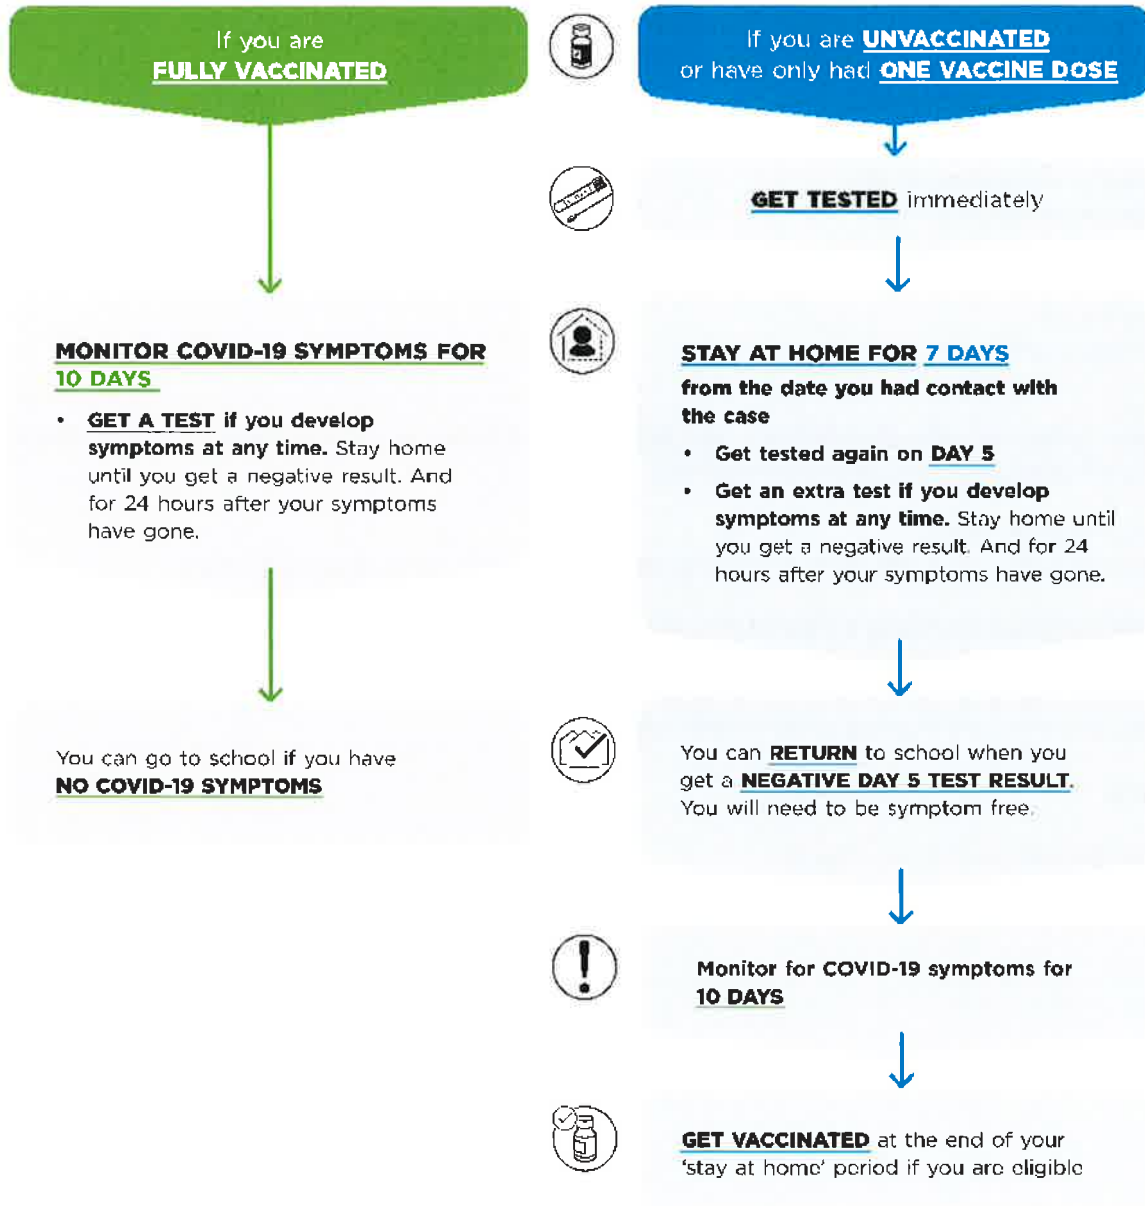 If you are
FULLY VACCINATED
MONITOR COVID-19 SYMPTOMS FOR
10 DAYS
• GET A TEST if you develop
symptoms at any time. Stay home
until you get a negative result. And
for 24 hours after your symptoms
have gone.
You can go to school if you have
NO COVID-19 SYMPTOMS
If you are UNVACCINATED
or have only had ONE VACCINE DOSE
GET TESTED immediately
STAY AT HOME FOR 7 DAYS
from the date you had contact with
the case
• Get tested again on DAY 5
• Get an extra test if you develop
symptoms at any time. Stay home until
you get a negative result. And for 24
hours after your symptoms have gone.
You can RETURN to school when you
get a NEGATIVE DAY 5 TEST RESULT.
You will need to be symptom free.
Monitor for COVID-19 symptoms for
10 DAYS
GET VACCINATED at the end of your
‘stay at home’ period if you are eligible